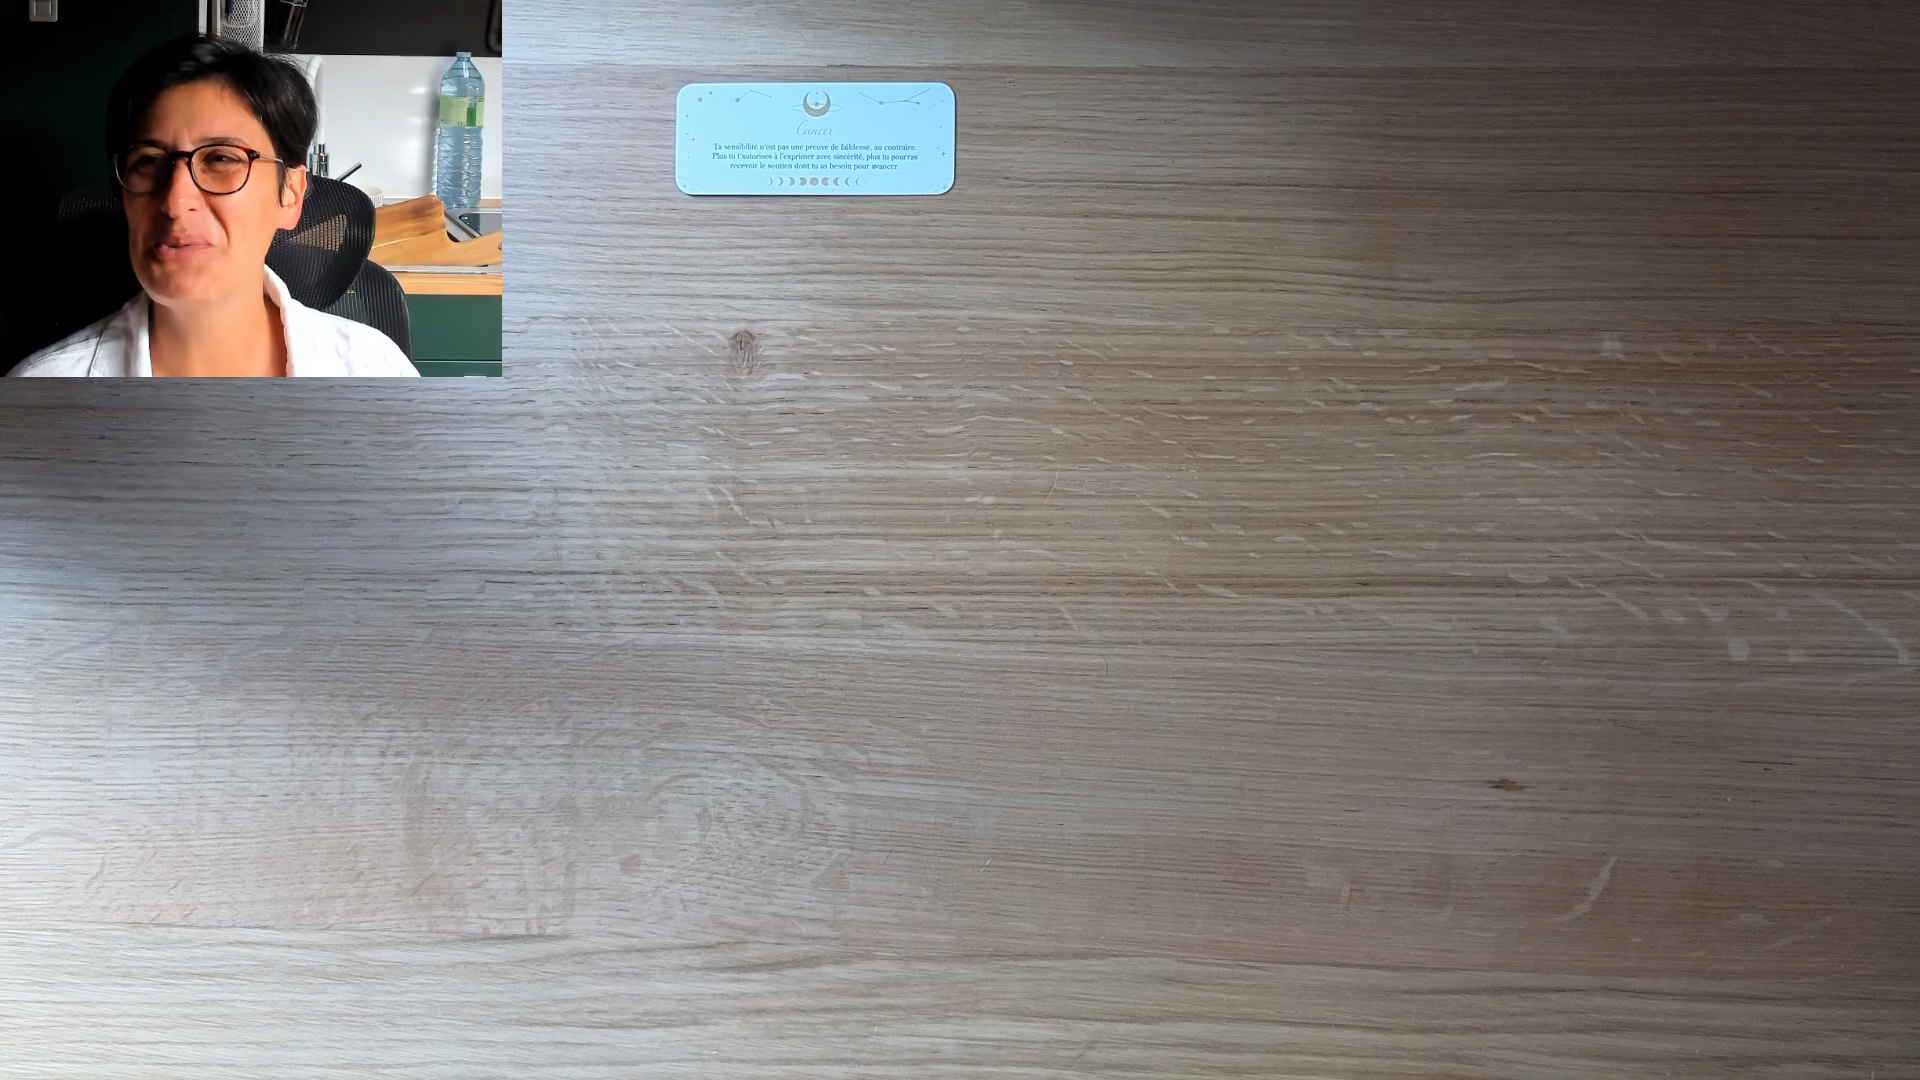 Cancer
Ta sensibilité n'est pas une preuve de faiblesse, au contraire.
Plus tu t'autorises à l'exprimer avec sincérité, plus tu pourras
recevoir le soutien dont tu as besoin pour avancer.